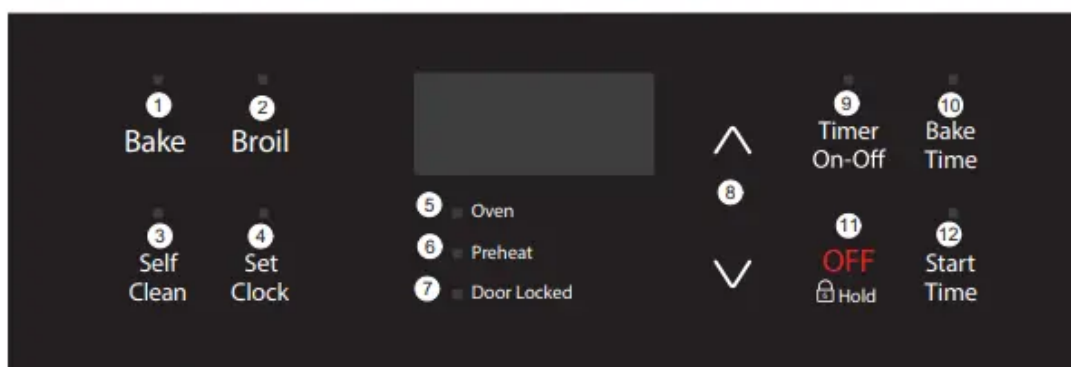 1
Bake
2
Broil
3
Self
Clean
4
Set
Clock
5 Oven
6 Preheat
7 Door Locked
8
9
Timer
On-Off
10
Bake
Time
11
OFF
Hold
12
Start
Time